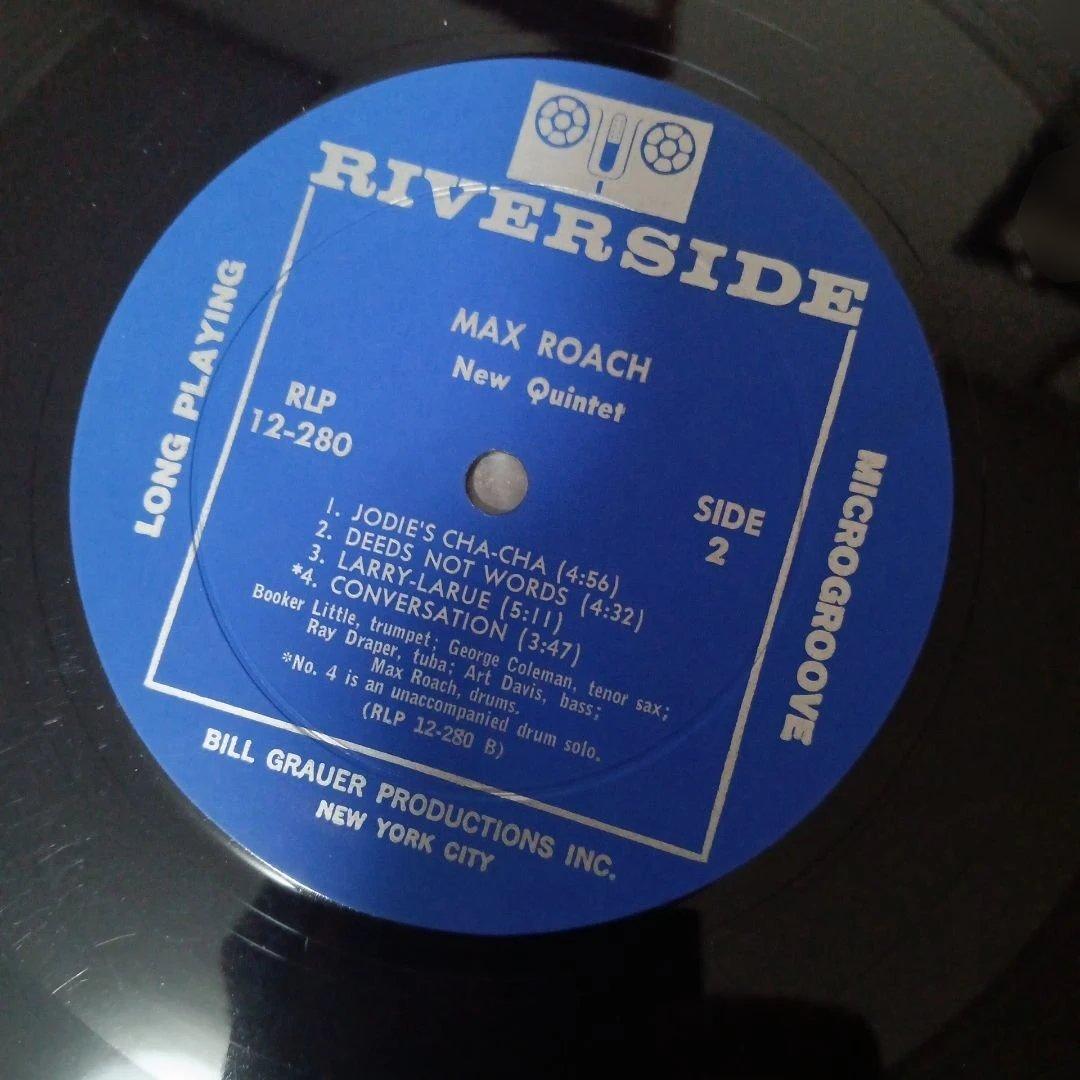 RIVERSIDE
LONG PLAYING
MICROGROOVE
MAX ROACH
New Quintet
RLP
12-280
SIDE
2
1. JODIE'S CHA-CHA (4:56)
2. DEEDS NOT WORDS (4:32)
3. LARRY-LARUE (5:11)
*4. CONVERSATION (3:47)
Booker Little, trumpet; George Coleman, tenor sax;
Ray Draper, tuba; Art Davis, bass;
Max Roach, drums.
*No. 4 is an unaccompanied drum solo.
(RLP 12-280 B)
BILL GRAUER PRODUCTIONS INC.
NEW YORK CITY